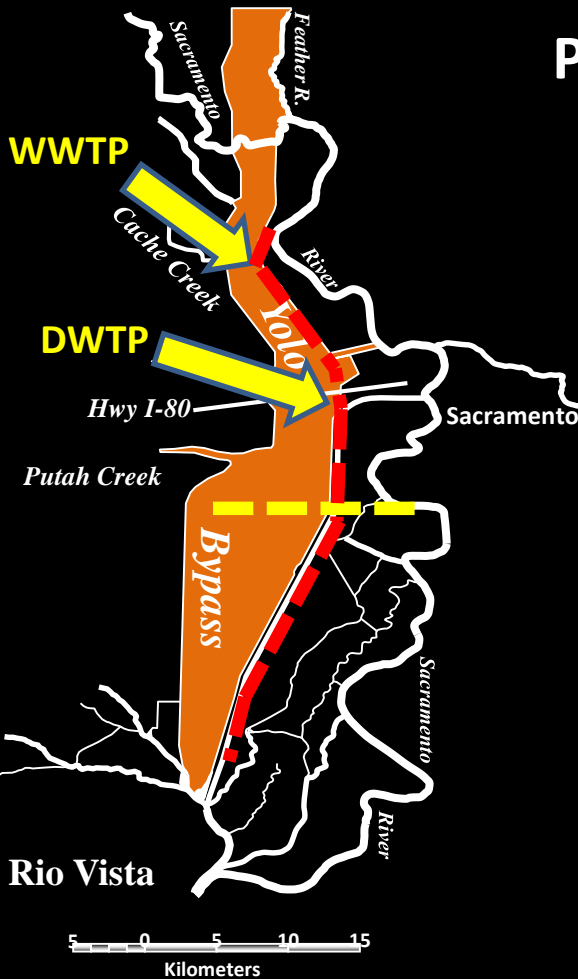 P
Sacramento
Feather R.
WWTP
Cache Creek
River
Yolo
DWTP
Hwy I-80
Sacramento
Putah Creek
Bypass
Sacramento
River
Rio Vista
5 0 5 10 15
Kilometers